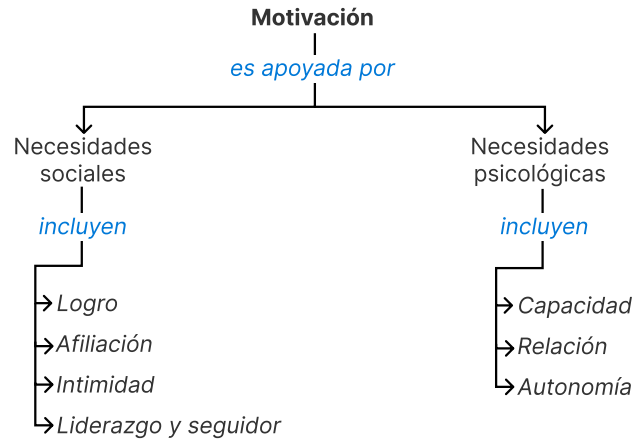 Motivación
es apoyada por
Necesidades
sociales
incluyen
Logro
Afiliación
Intimidad
Liderazgo y seguidor
Necesidades
psicológicas
incluyen
Capacidad
Relación
Autonomía